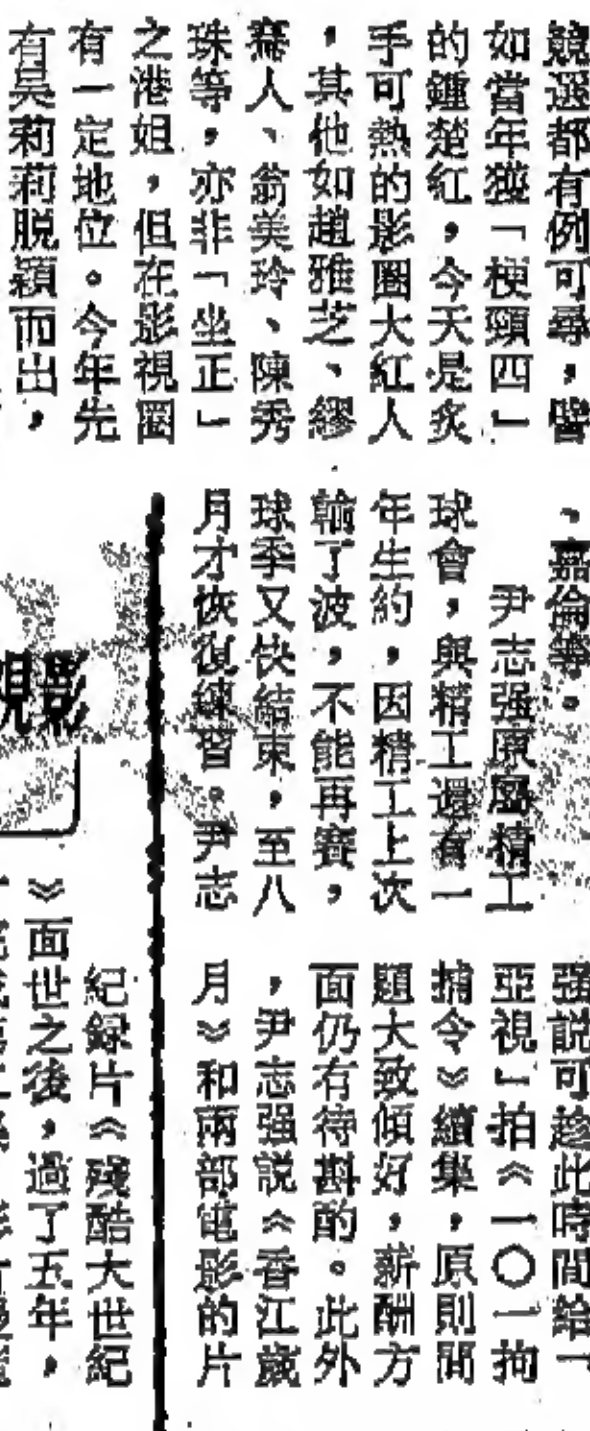 競選都有例可尋，譬
如當年獲「梗頸四」
的鍾楚紅，今天是炙
手可熱的影圈大紅人
，其他如趙雅芝、繆
騫人、翁美玲、陳秀
珠等，亦非「坐正」
之港姐，但在影視圈
有一定地位。今年先
有吳莉莉脱穎而出，
、嘉倫等。
尹志强原屬精工
球會，與精工還有一
年生約，因精工上次
輸了波，不能再賽，
球季又快結束，至八
月才恢復練習。尹志
强説可趁此時間給「
亞視」拍《一〇一拘
捕令》續集，原則問
題大致傾好，薪酬方
面仍有待斟酌。此外
，尹志强説《香江歲
月》和兩部電影的片
影視
紀録片《殘酷大世紀
》面世之後，過了五年，